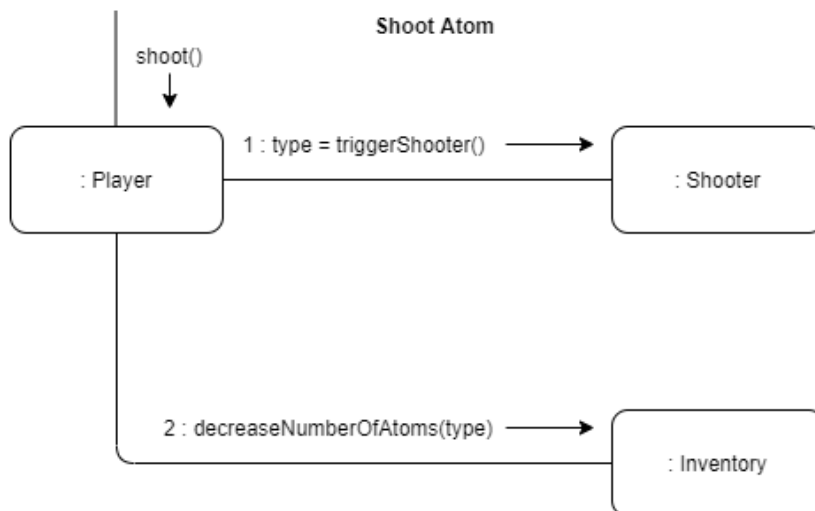 Shoot Atom
shoot()
1 : type = triggerShooter()
: Player
: Shooter
2 : decreaseNumberOfAtoms(type)
: Inventory